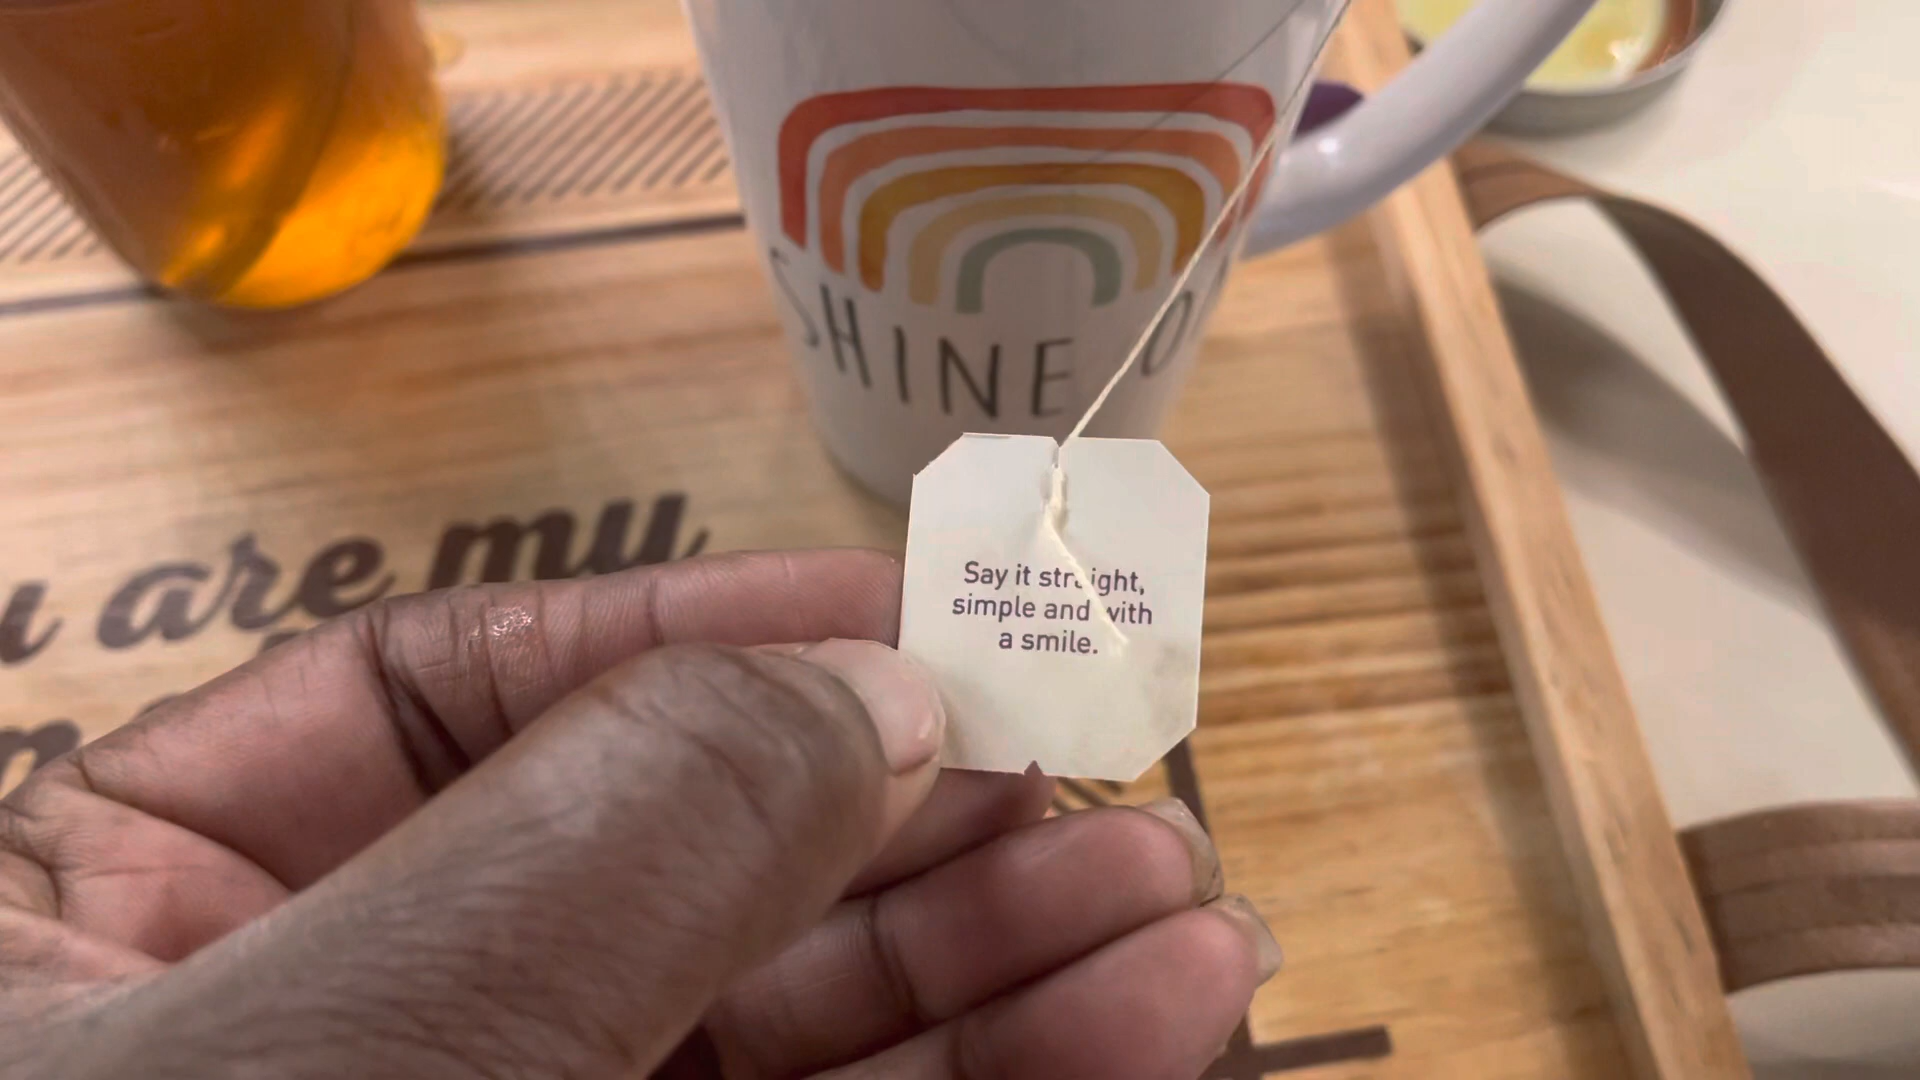 SHINE O
u are my
Say it straight,
simple and with
a smile.